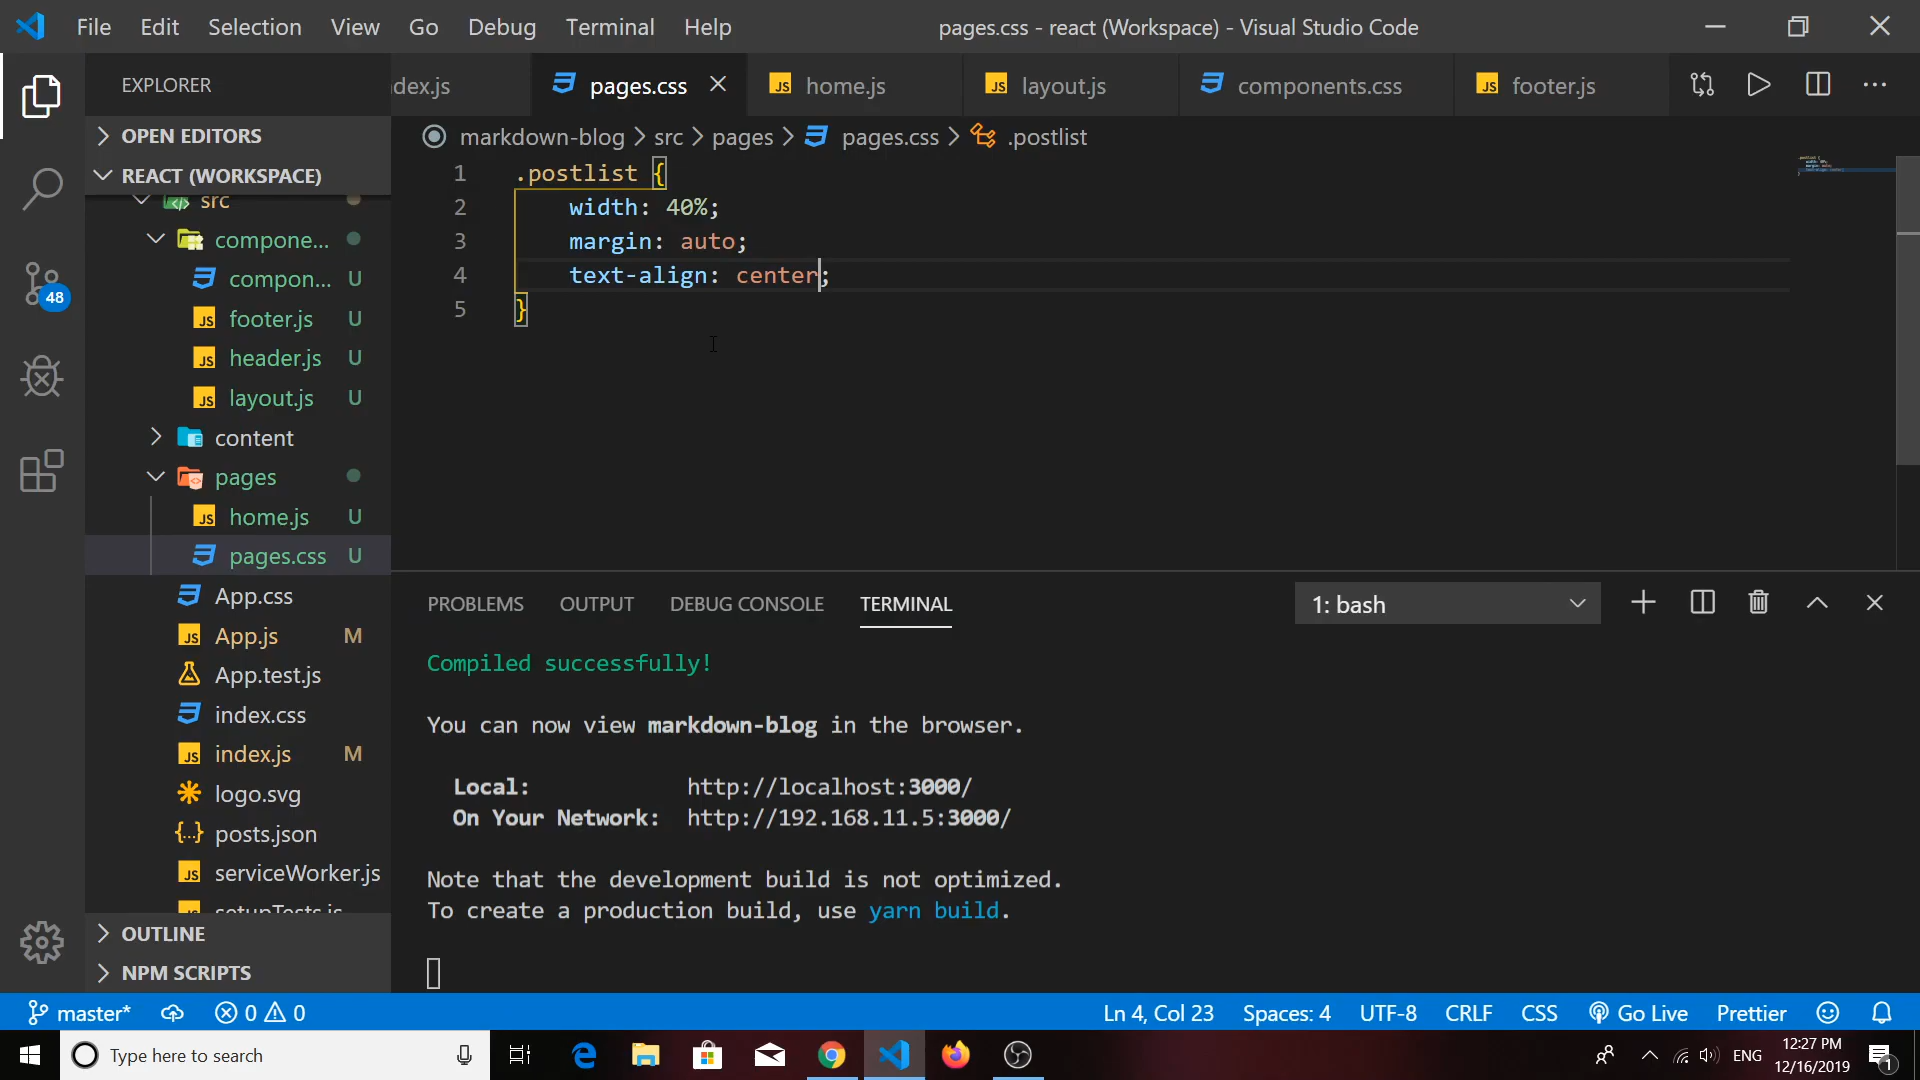 File Edit Selection View Go Debug Terminal Help
pages.css - react (Workspace) - Visual Studio Code
EXPLORER
OPEN EDITORS
REACT (WORKSPACE)
src
compone...
compon... U
footer.js U
header.js U
layout.js U
content
pages
home.js U
pages.css U
App.css
App.js M
App.test.js
index.css
index.js M
logo.svg
posts.json
serviceWorker.js
setupTests.js
OUTLINE
NPM SCRIPTS
48
dex.js pages.css home.js layout.js components.css footer.js
markdown-blog > src > pages > pages.css > .postlist
1 .postlist {
2 width: 40%;
3 margin: auto;
4 text-align: center;
5 }
PROBLEMS OUTPUT DEBUG CONSOLE TERMINAL
1: bash
Compiled successfully!
You can now view markdown-blog in the browser.
Local: http://localhost:3000/
On Your Network: http://192.168.11.5:3000/
Note that the development build is not optimized.
To create a production build, use yarn build.
master* 0 0
Ln 4, Col 23 Spaces: 4 UTF-8 CRLF CSS Go Live Prettier
Type here to search
ENG
12:27 PM
12/16/2019
1